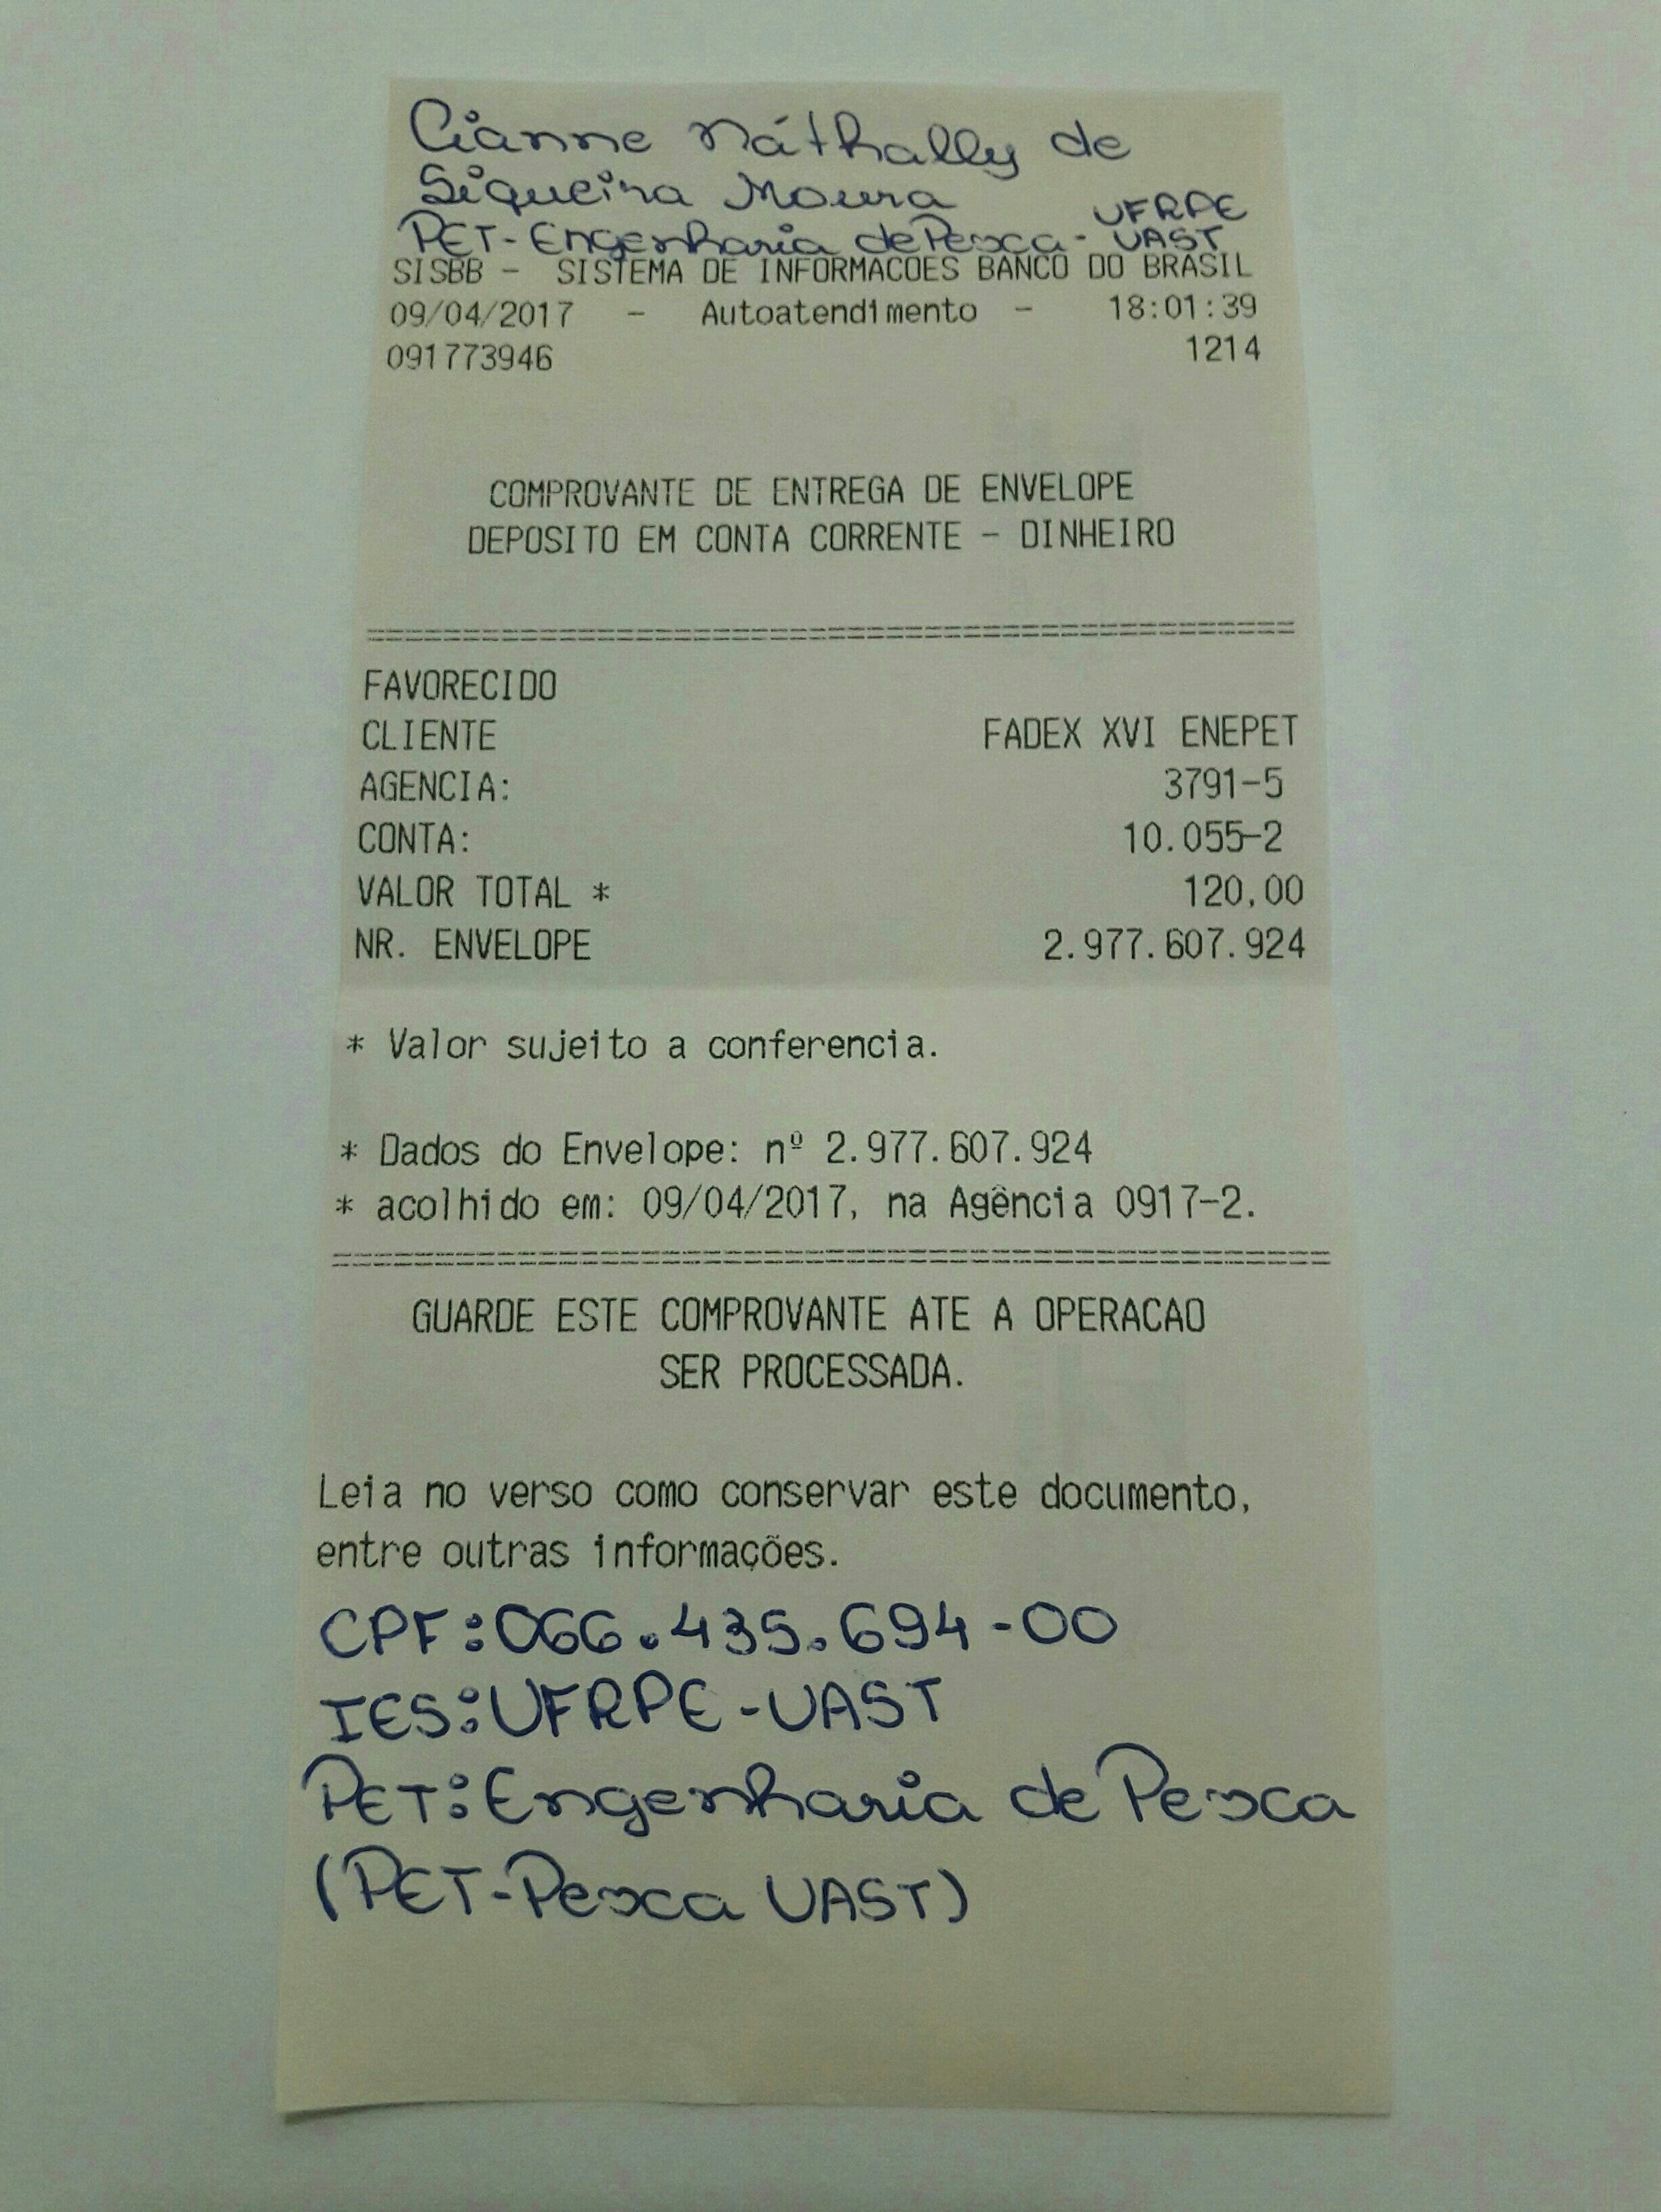 Cianne Náthally de
Siqueira Moura
PET-Engenharia de Pesca- UFRPE UAST
SISBB - SISTEMA DE INFORMACOES BANCO DO BRASIL
09/04/2017 - Autoatendimento - 18:01:39
091773946 1214
COMPROVANTE DE ENTREGA DE ENVELOPE
DEPOSITO EM CONTA CORRENTE - DINHEIRO
FAVORECIDO
CLIENTE FADEX XVI ENEPET
AGENCIA: 3791-5
CONTA: 10.055-2
VALOR TOTAL * 120,00
NR. ENVELOPE 2.977.607.924
* Valor sujeito a conferencia.
* Dados do Envelope: nº 2.977.607.924
* acolhido em: 09/04/2017, na Agência 0917-2.
GUARDE ESTE COMPROVANTE ATE A OPERACAO
SER PROCESSADA.
Leia no verso como conservar este documento,
entre outras informações.
CPF:066.435.694-00
IES:UFRPE-UAST
PET:Engenharia de Pesca
(PET-Pesca UAST)